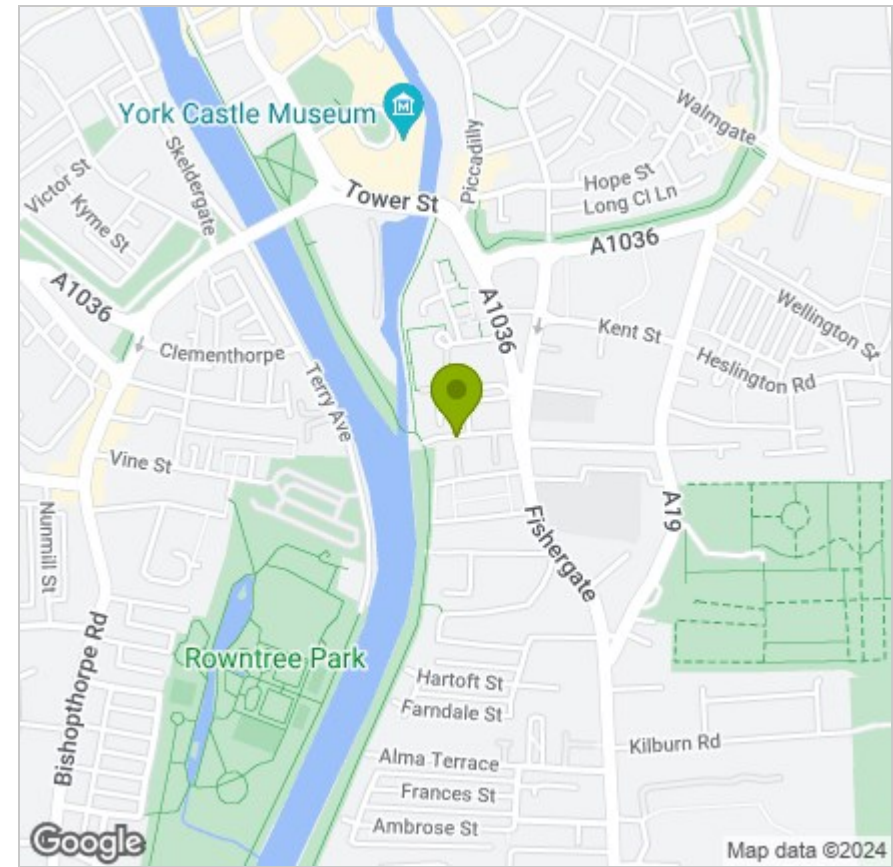 York Castle Museum
Walmgate
Piccadilly
Skeldergate
Victor St
Kyme St
Hope St
Long Cl Ln
Tower St
A1036
A1036
A1036
Wellington St
Kent St
Heslington Rd
Clementhorpe
Terry Ave
Vine St
Nunmill St
A19
Fishergate
Bishopthorpe Rd
Rowntree Park
Hartoft St
Farndale St
Kilburn Rd
Alma Terrace
Frances St
Ambrose St
Google
Map data ©2024